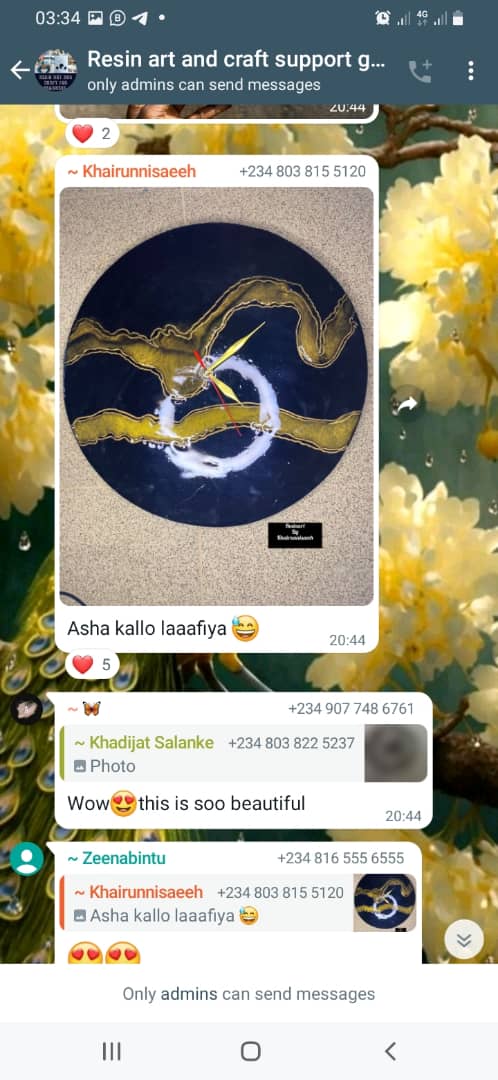 03:34
4G
Resin art and craft support g...
only admins can send messages
20:44
❤️ 2
~ Khairunnisaeeh +234 803 815 5120
Resinart
By
Khairunnisaeeh
Asha kallo laaafiya 😅
20:44
❤️ 5
~ 🦋 +234 907 748 6761
~ Khadijat Salanke +234 803 822 5237
Photo
Wow😍this is soo beautiful
20:44
~ Zeenabintu +234 816 555 6555
~ Khairunnisaeeh +234 803 815 5120
Asha kallo laaafiya 😅
😍😍
Only admins can send messages